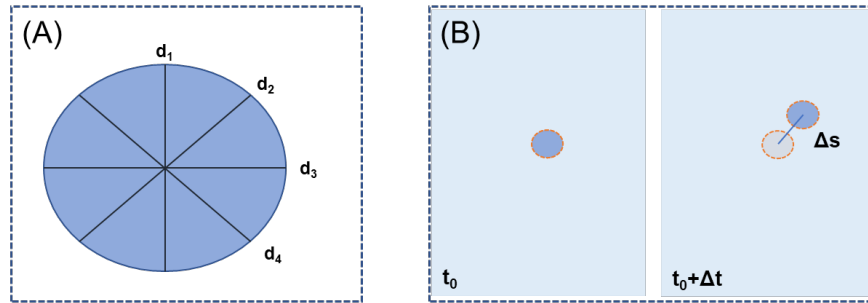 (A)
d₁
d₂
d₃
d₄
(B)
Δs
t₀
t₀+Δt